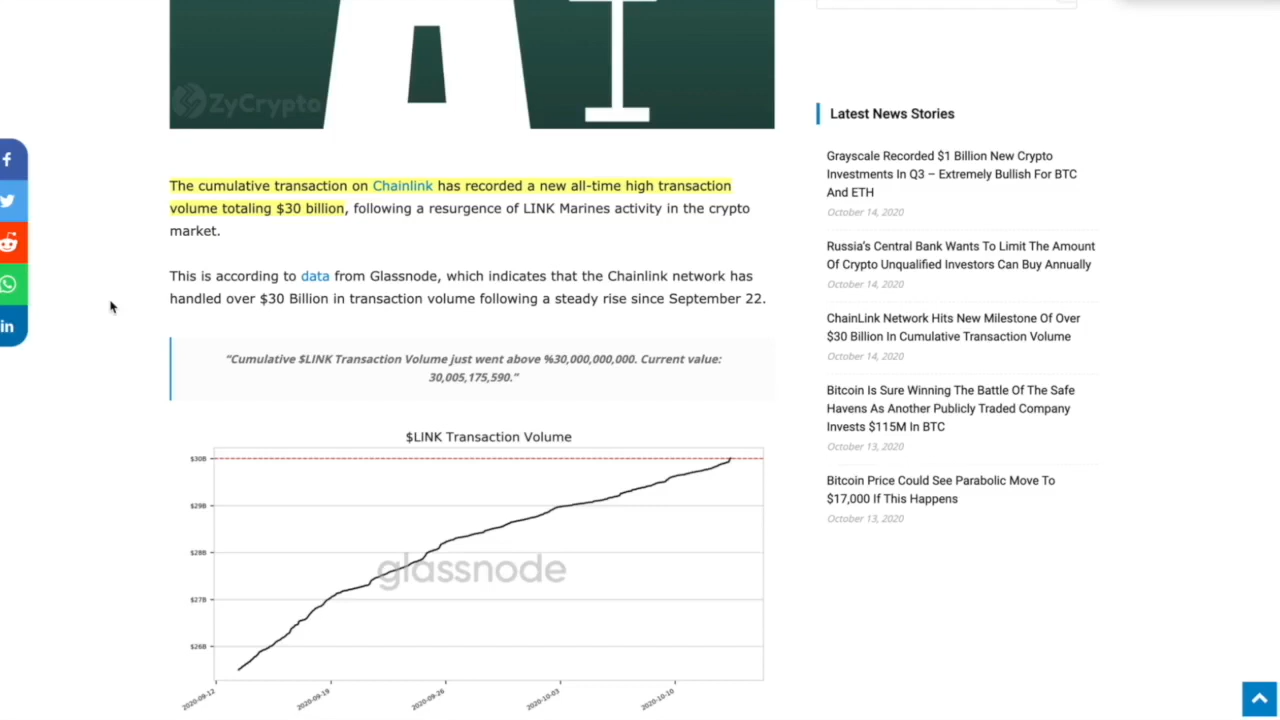 ZyCrypto
The cumulative transaction on Chainlink has recorded a new all-time high transaction
volume totaling $30 billion, following a resurgence of LINK Marines activity in the crypto
market.
This is according to data from Glassnode, which indicates that the Chainlink network has
handled over $30 Billion in transaction volume following a steady rise since September 22.
“Cumulative $LINK Transaction Volume just went above %30,000,000,000. Current value:
30,005,175,590.”
$LINK Transaction Volume
$30B
$29B
$28B
$27B
$26B
glassnode
2020-09-12
2020-09-19
2020-09-26
2020-10-03
2020-10-10
Latest News Stories
Grayscale Recorded $1 Billion New Crypto
Investments In Q3 – Extremely Bullish For BTC
And ETH
October 14, 2020
Russia's Central Bank Wants To Limit The Amount
Of Crypto Unqualified Investors Can Buy Annually
October 14, 2020
ChainLink Network Hits New Milestone Of Over
$30 Billion In Cumulative Transaction Volume
October 14, 2020
Bitcoin Is Sure Winning The Battle Of The Safe
Havens As Another Publicly Traded Company
Invests $115M In BTC
October 13, 2020
Bitcoin Price Could See Parabolic Move To
$17,000 If This Happens
October 13, 2020